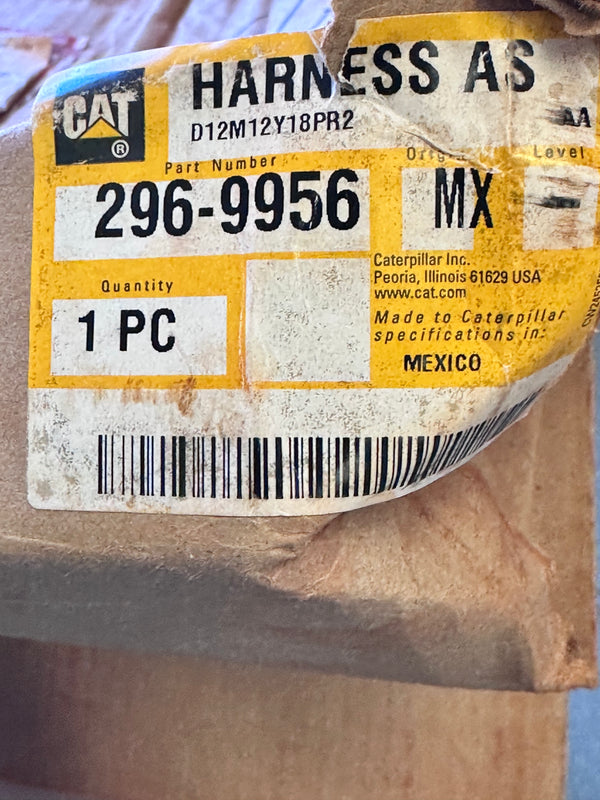 HARNESS AS
CAT
®
D12M12Y18PR2
AA
Part Number
Level
296-9956
MX
Quantity
1 PC
Caterpillar Inc.
Peoria, Illinois 61629 USA
www.cat.com
Made to Caterpillar
specifications in:
MEXICO